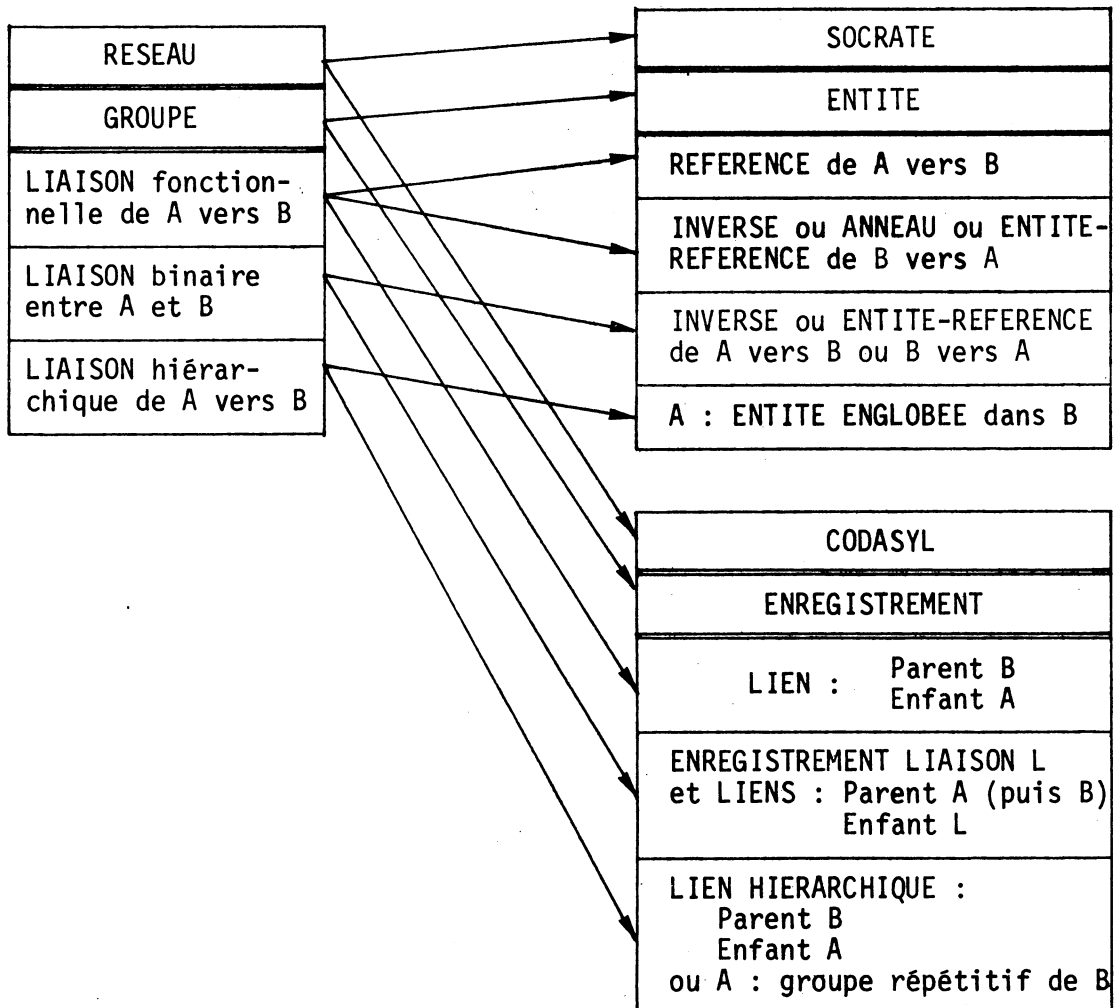 RESEAU
GROUPE
LIAISON fonction-
nelle de A vers B
LIAISON binaire
entre A et B
LIAISON hiérar-
chique de A vers B
SOCRATE
ENTITE
REFERENCE de A vers B
INVERSE ou ANNEAU ou ENTITE-
REFERENCE de B vers A
INVERSE ou ENTITE-REFERENCE
de A vers B ou B vers A
A : ENTITE ENGLOBEE dans B
CODASYL
ENREGISTREMENT
LIEN : Parent B
Enfant A
ENREGISTREMENT LIAISON L
et LIENS : Parent A (puis B)
Enfant L
LIEN HIERARCHIQUE :
Parent B
Enfant A
ou A : groupe répétitif de B